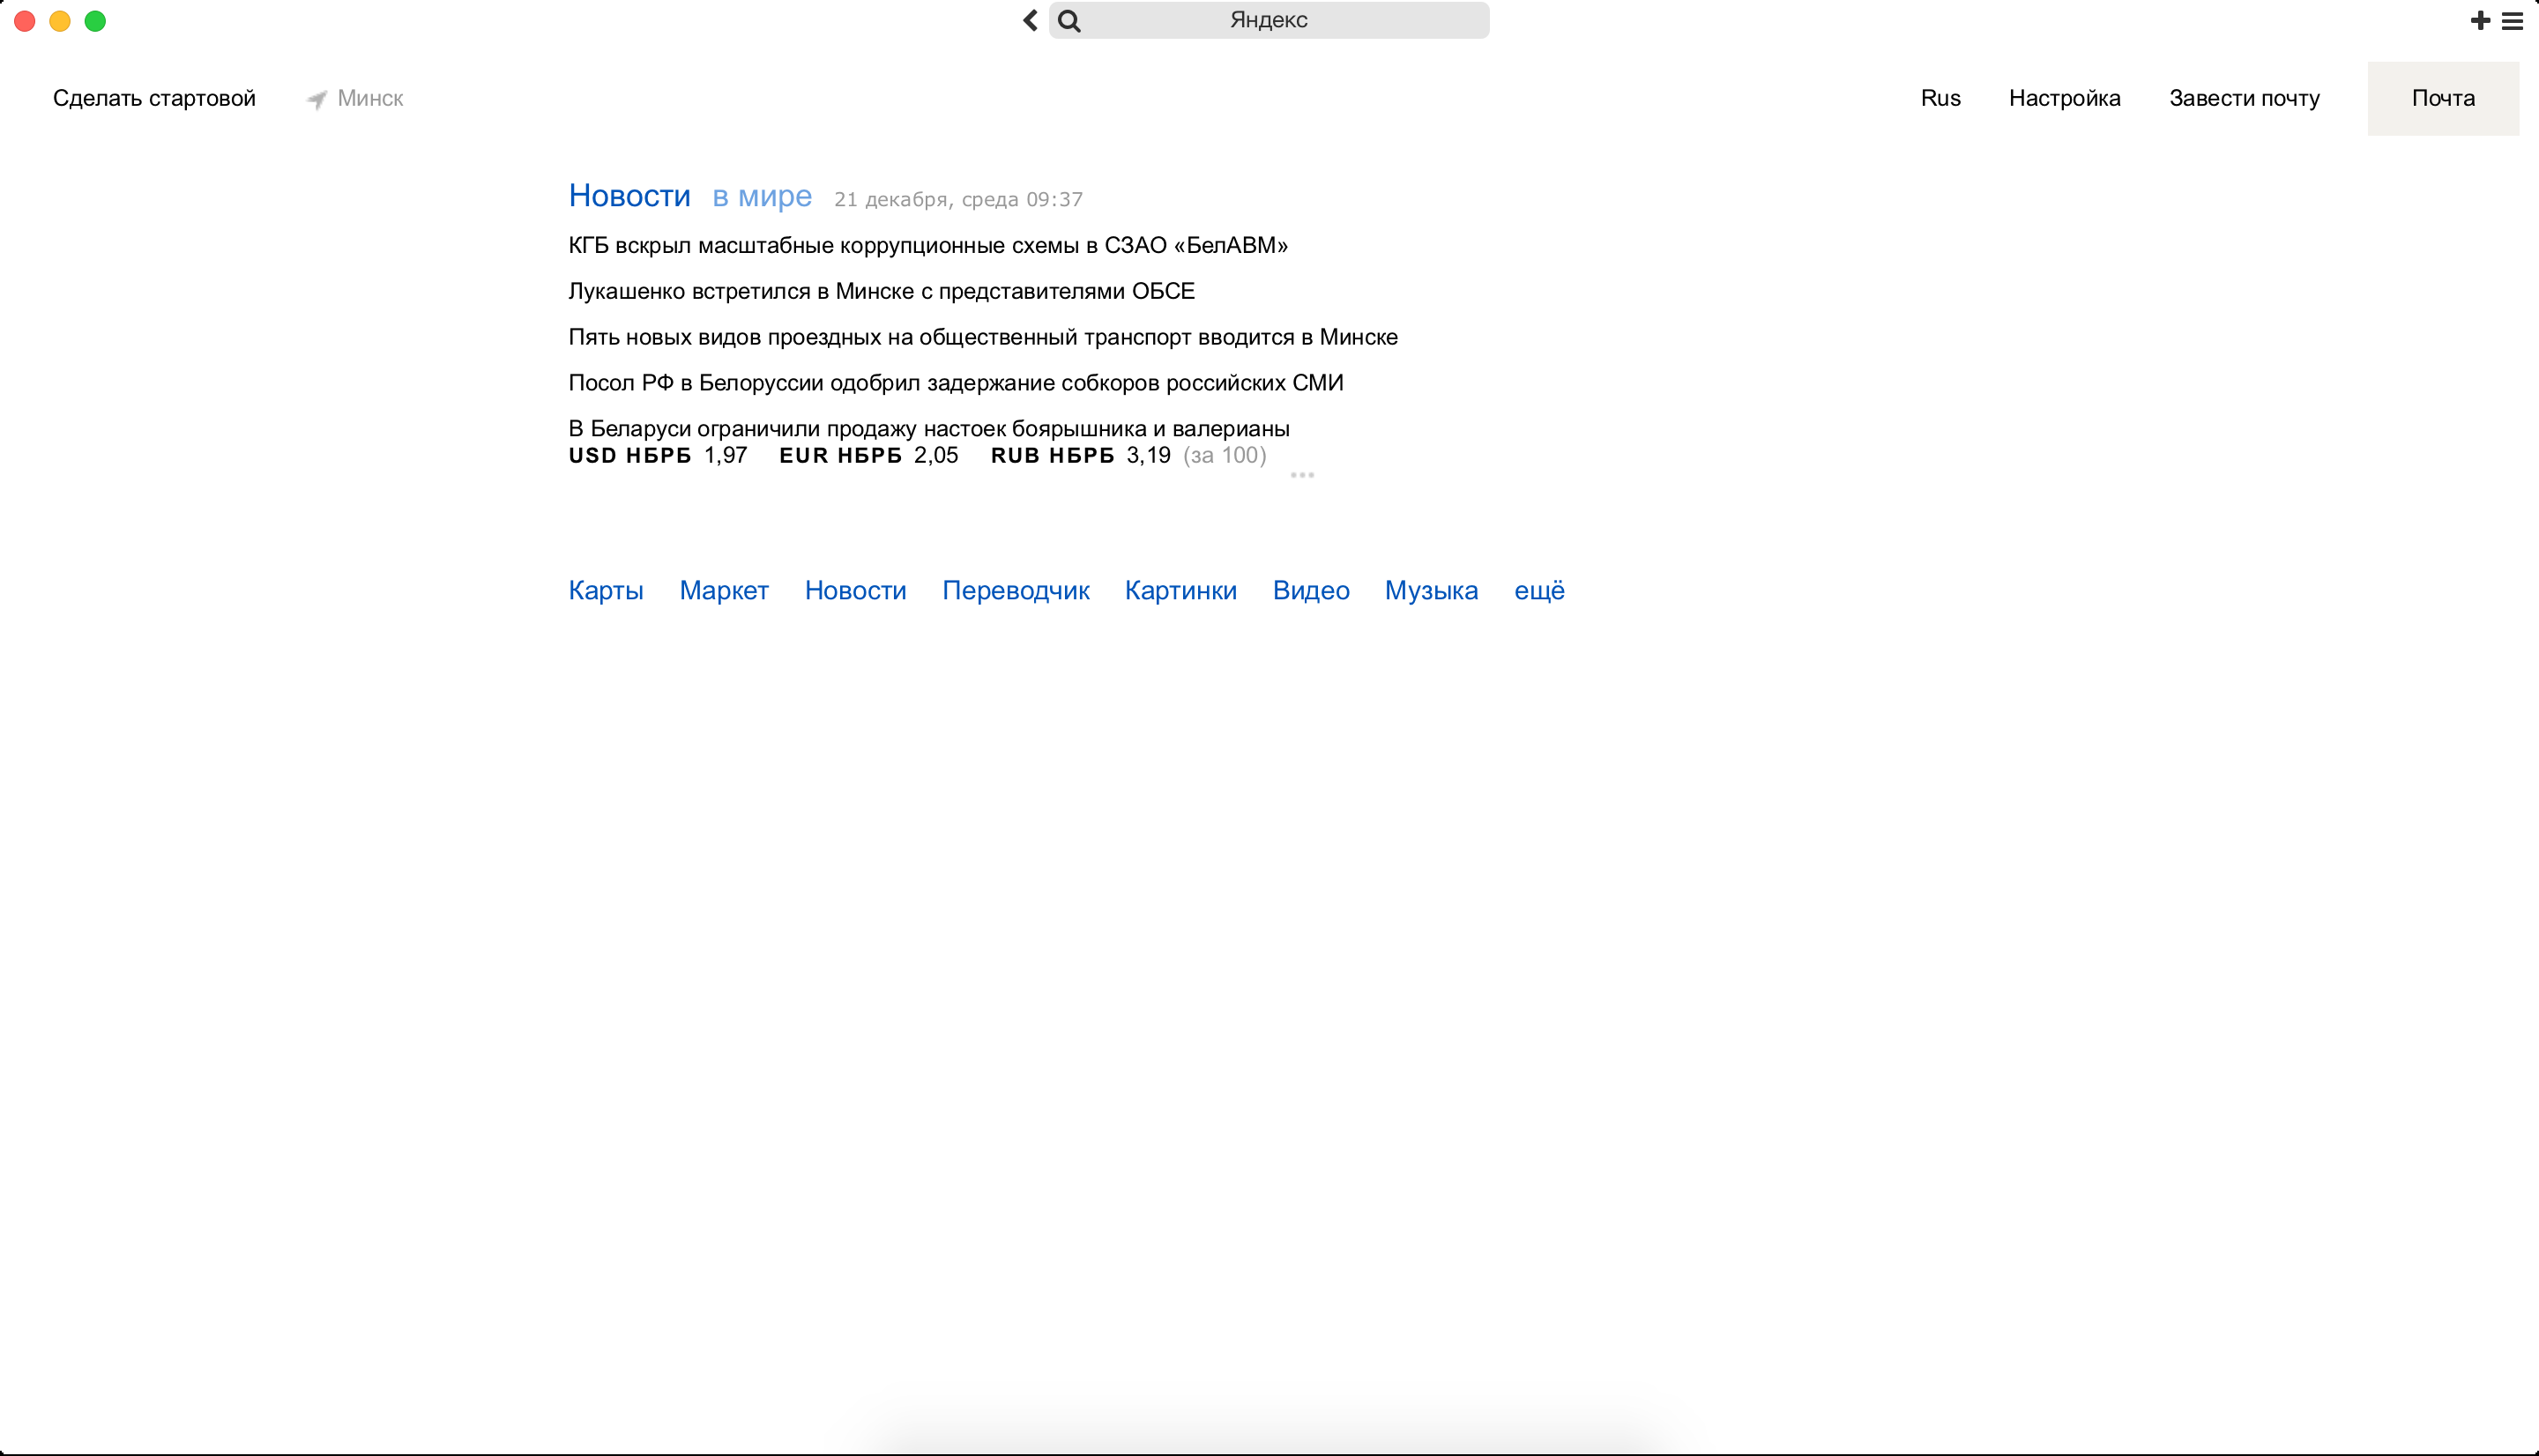 Яндекс
Сделать стартовой Минск Rus Настройка Завести почту Почта
Новости в мире 21 декабря, среда 09:37
КГБ вскрыл масштабные коррупционные схемы в СЗАО «БелАВМ»
Лукашенко встретился в Минске с представителями ОБСЕ
Пять новых видов проездных на общественный транспорт вводится в Минске
Посол РФ в Белоруссии одобрил задержание собкоров российских СМИ
В Беларуси ограничили продажу настоек боярышника и валерианы
USD НБРБ 1,97 EUR НБРБ 2,05 RUB НБРБ 3,19 (за 100) ...
Карты Маркет Новости Переводчик Картинки Видео Музыка ещё